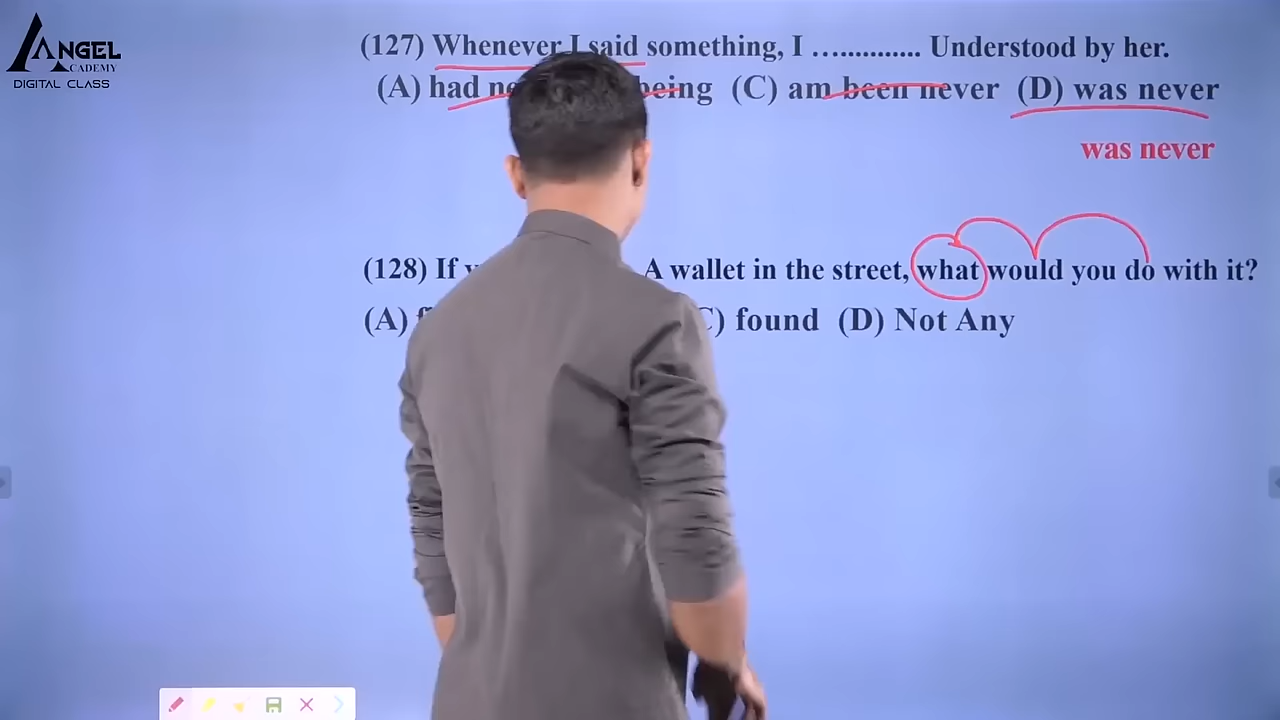 ANGEL
ACADEMY
DIGITAL CLASS
(127) Whenever I said something, I …............ Understood by her.
(A) had being (C) am been never (D) was never
was never
(128) If A wallet in the street, what would you do with it?
(A) found (D) Not Any